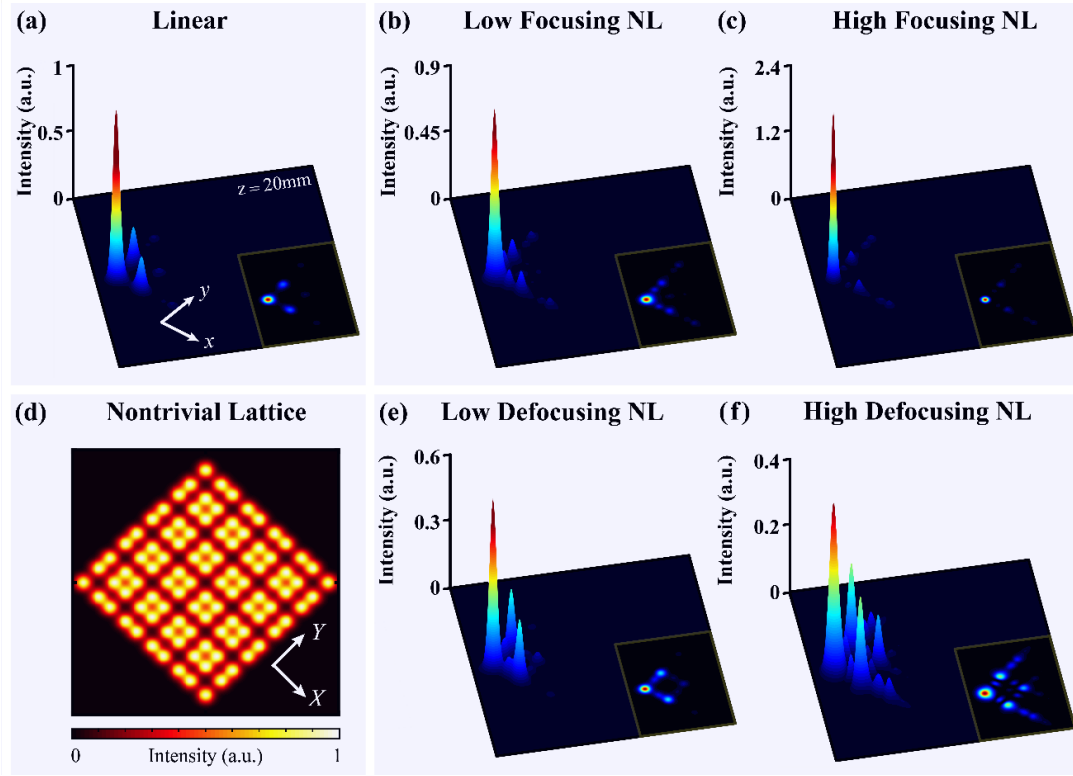 (a) Linear
Intensity (a.u.)
1
0.5
0
z = 20mm
y
x
(b) Low Focusing NL
Intensity (a.u.)
0.9
0.45
0
(c) High Focusing NL
Intensity (a.u.)
2.4
1.2
0
(d) Nontrivial Lattice
Y
X
0 Intensity (a.u.) 1
(e) Low Defocusing NL
Intensity (a.u.)
0.6
0.3
0
(f) High Defocusing NL
Intensity (a.u.)
0.4
0.2
0